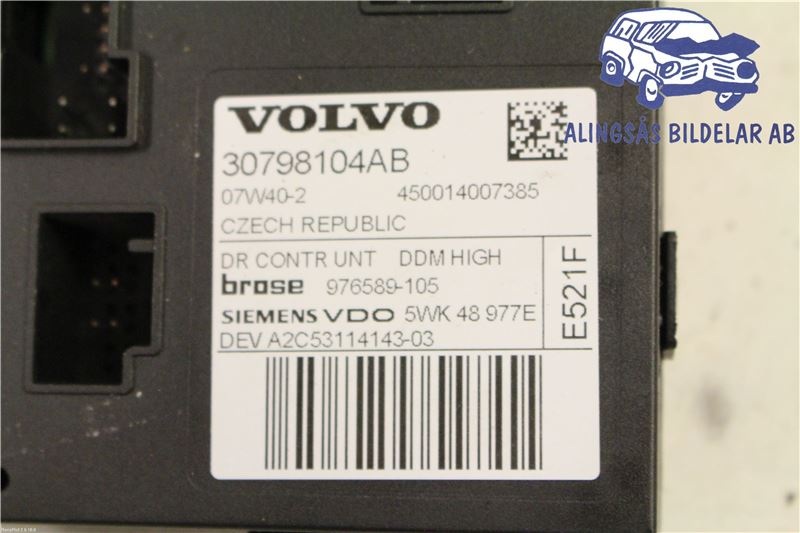 VOLVO
30798104AB
07W40-2 450014007385
CZECH REPUBLIC
DR CONTR UNT DDM HIGH
brose 976589-105
SIEMENS VDO 5WK 48 977E
DEV A2C53114143-03
E521F
ALINGSÅS BILDELAR AB